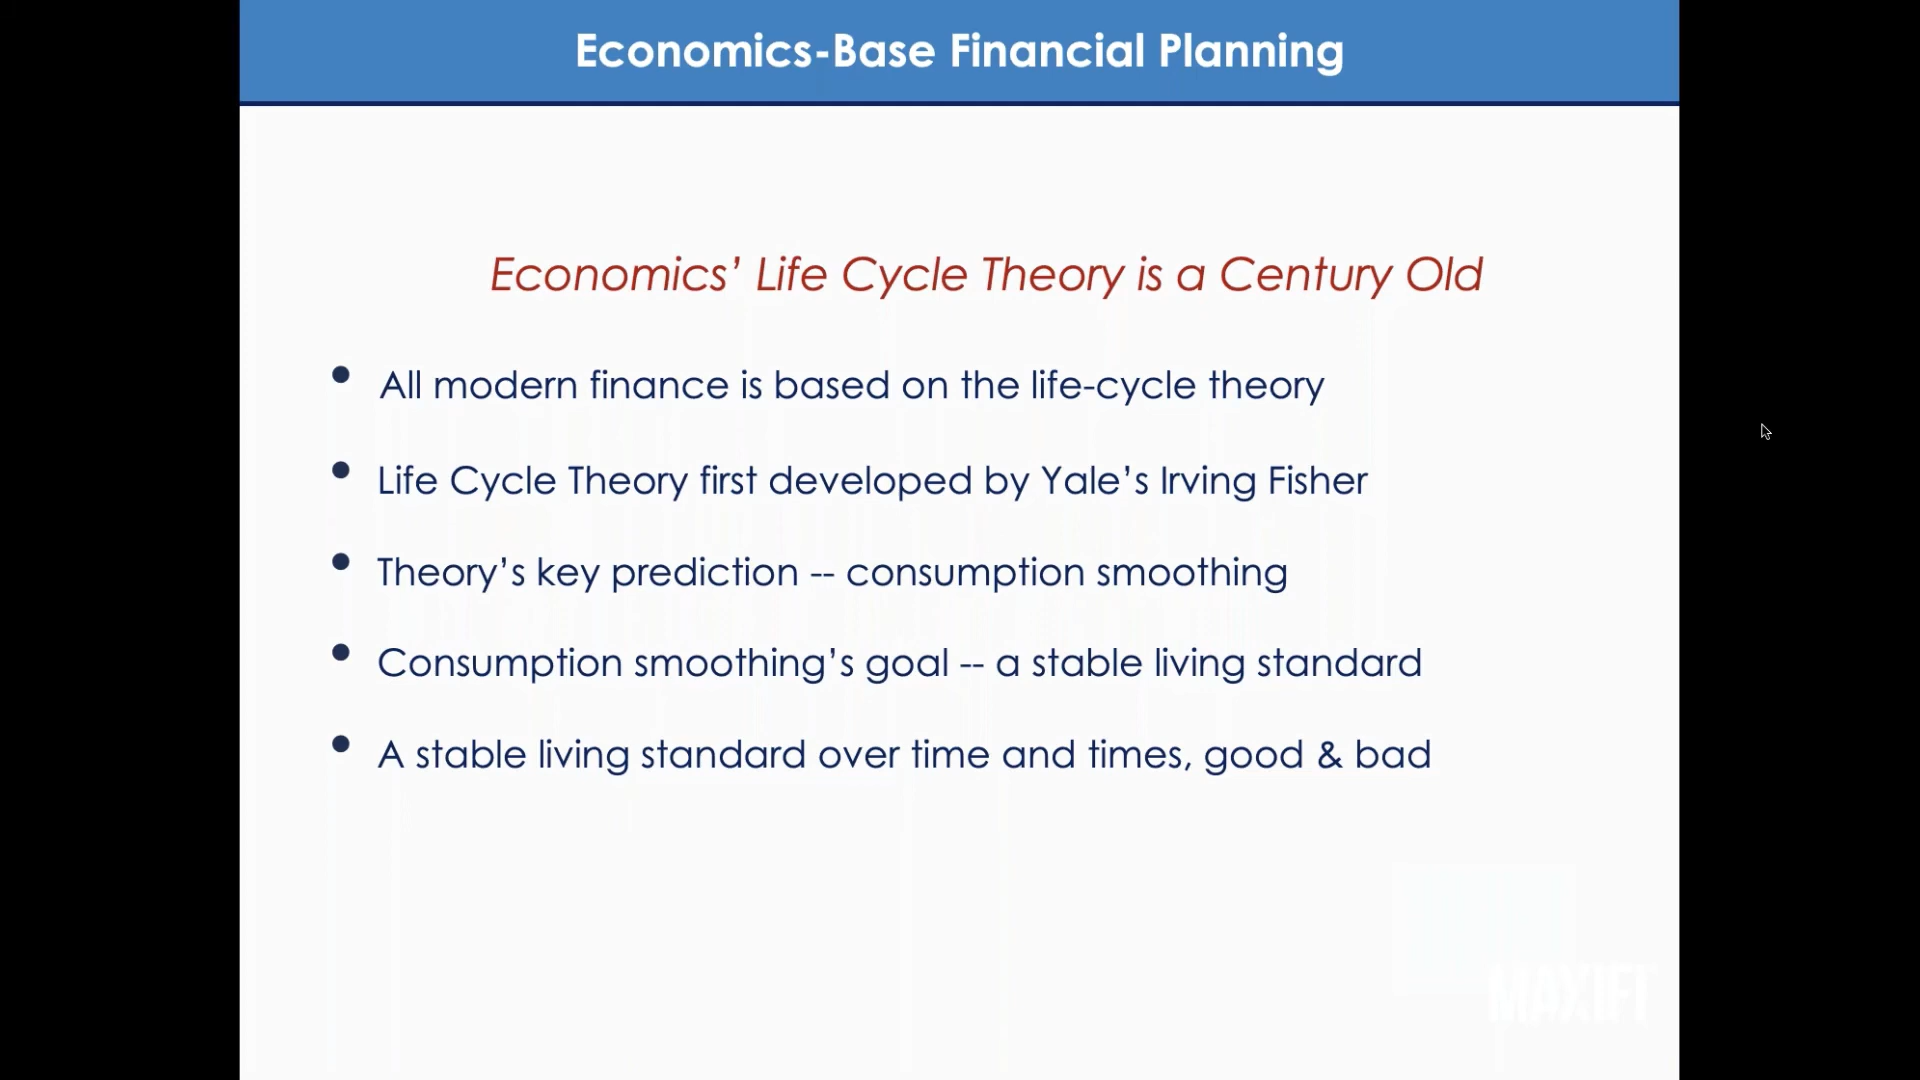 Economics-Base Financial Planning
Economics’ Life Cycle Theory is a Century Old
• All modern finance is based on the life-cycle theory
• Life Cycle Theory first developed by Yale’s Irving Fisher
• Theory’s key prediction -- consumption smoothing
• Consumption smoothing’s goal -- a stable living standard
• A stable living standard over time and times, good & bad
MAXIFI